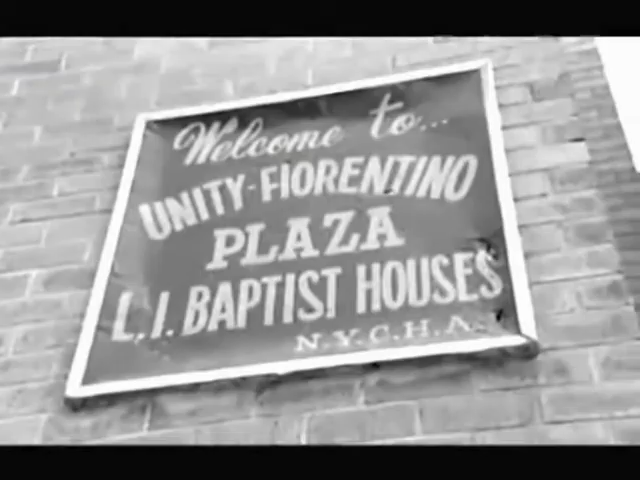 Welcome to...
UNITY-FIORENTINO
PLAZA
L.I. BAPTIST HOUSES
N.Y.C.H.A.